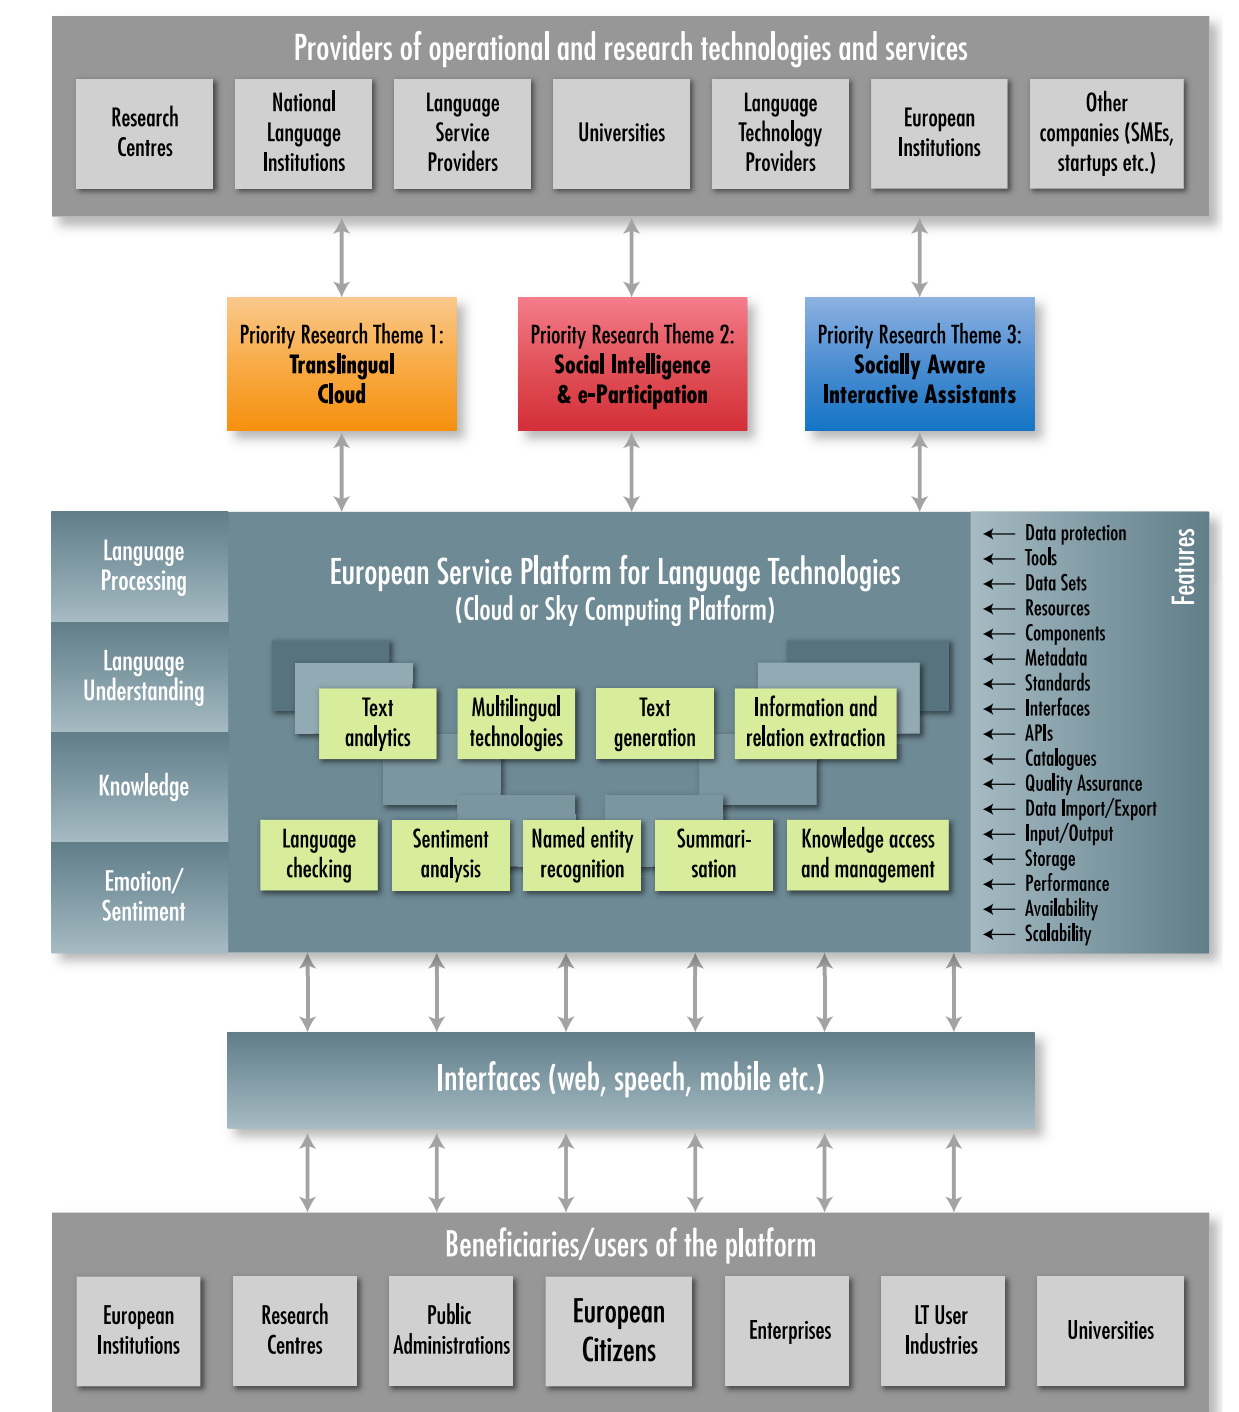 Providers of operational and research technologies and services
Research
Centres
National
Language
Institutions
Language
Service
Providers
Universities
Language
Technology
Providers
European
Institutions
Other
companies (SMEs,
startups etc.)
Priority Research Theme 1:
Translingual
Cloud
Priority Research Theme 2:
Social Intelligence
& e-Participation
Priority Research Theme 3:
Socially Aware
Interactive Assistants
Language
Processing
Language
Understanding
Knowledge
Emotion/
Sentiment
European Service Platform for Language Technologies
(Cloud or Sky Computing Platform)
Text
analytics
Multilingual
technologies
Text
generation
Information and
relation extraction
Language
checking
Sentiment
analysis
Named entity
recognition
Summari-
sation
Knowledge access
and management
Features
Data protection
Tools
Data Sets
Resources
Components
Metadata
Standards
Interfaces
APIs
Catalogues
Quality Assurance
Data Import/Export
Input/Output
Storage
Performance
Availability
Scalability
Interfaces (web, speech, mobile etc.)
Beneficiaries/users of the platform
European
Institutions
Research
Centres
Public
Administrations
European
Citizens
Enterprises
LT User
Industries
Universities